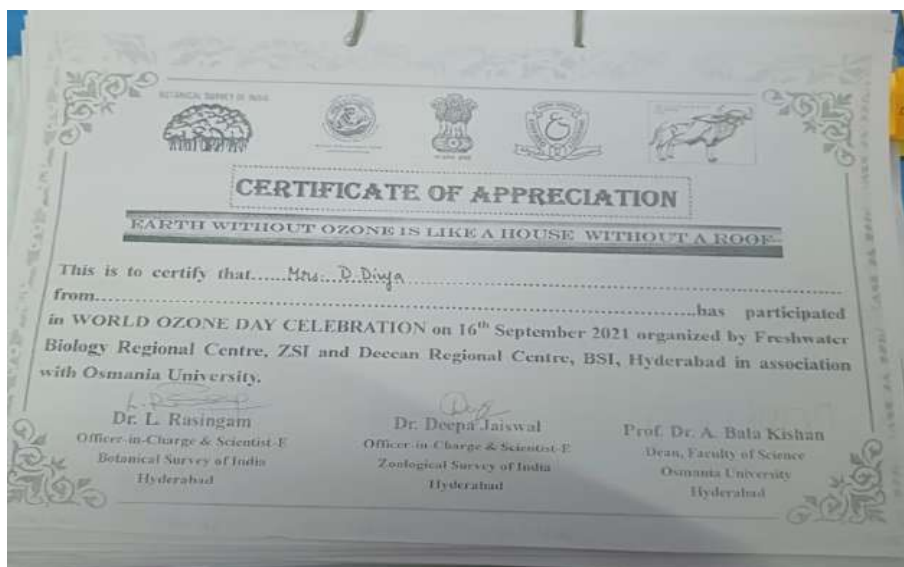 BOTANICAL SURVEY OF INDIA
CERTIFICATE OF APPRECIATION
EARTH WITHOUT OZONE IS LIKE A HOUSE WITHOUT A ROOF
This is to certify that......Mrs. D. Divya..........
from..........has participated
in WORLD OZONE DAY CELEBRATION on 16th September 2021 organized by Freshwater
Biology Regional Centre, ZSI and Deccan Regional Centre, BSI, Hyderabad in association
with Osmania University.
Dr. L. Rasingam
Officer-in-Charge & Scientist-E
Botanical Survey of India
Hyderabad
Dr. Deepa Jaiswal
Officer-in-Charge & Scientist-E
Zoological Survey of India
Hyderabad
Prof. Dr. A. Bala Kishan
Dean, Faculty of Science
Osmania University
Hyderabad